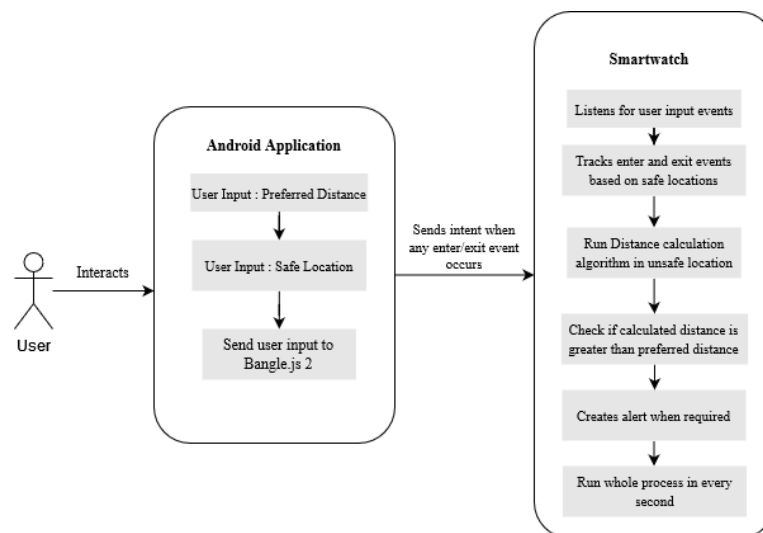 User
Interacts
Android Application
User Input : Preferred Distance
User Input : Safe Location
Send user input to
Bangle.js 2
Sends intent when
any enter/exit event
occurs
Smartwatch
Listens for user input events
Tracks enter and exit events
based on safe locations
Run Distance calculation
algorithm in unsafe location
Check if calculated distance is
greater than preferred distance
Creates alert when required
Run whole process in every
second